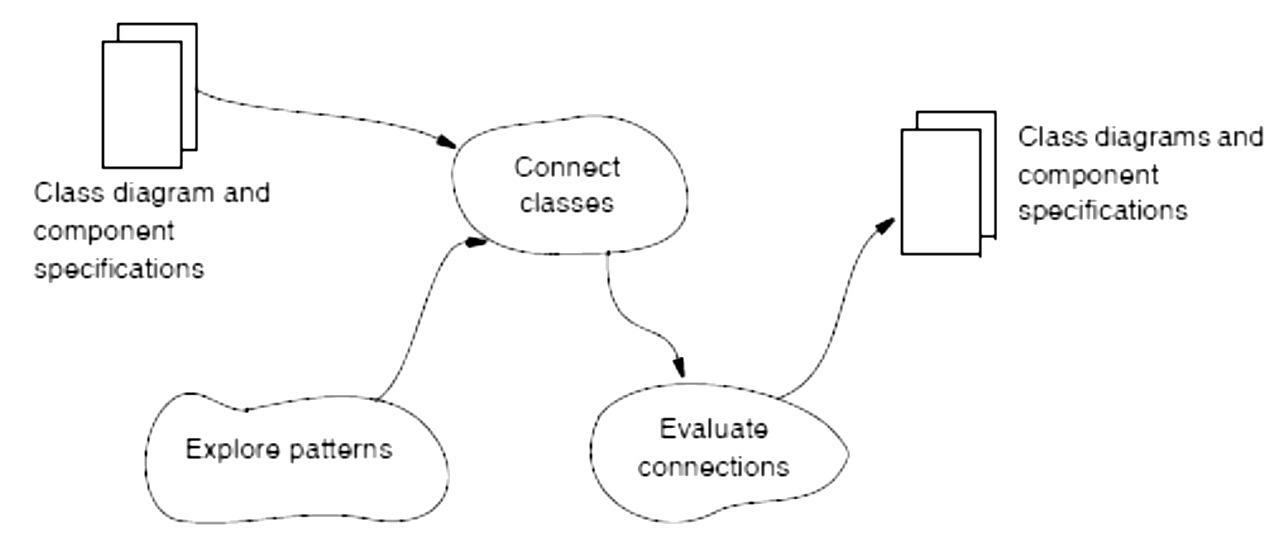 Class diagram and
component
specifications
Connect
classes
Class diagrams and
component
specifications
Explore patterns
Evaluate
connections